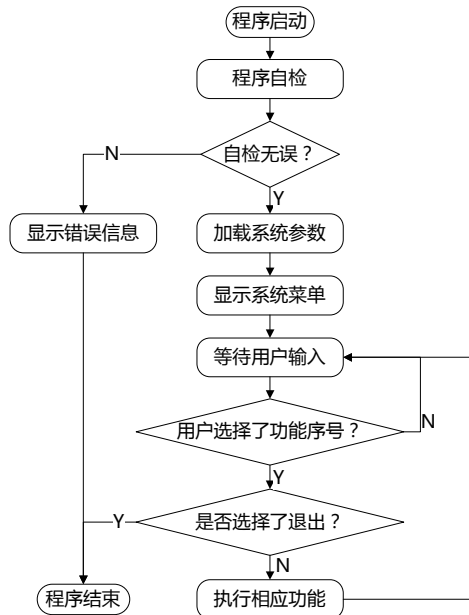 程序启动
程序自检
自检无误？
N
Y
显示错误信息
加载系统参数
显示系统菜单
等待用户输入
用户选择了功能序号？
N
Y
是否选择了退出？
Y
N
程序结束
执行相应功能